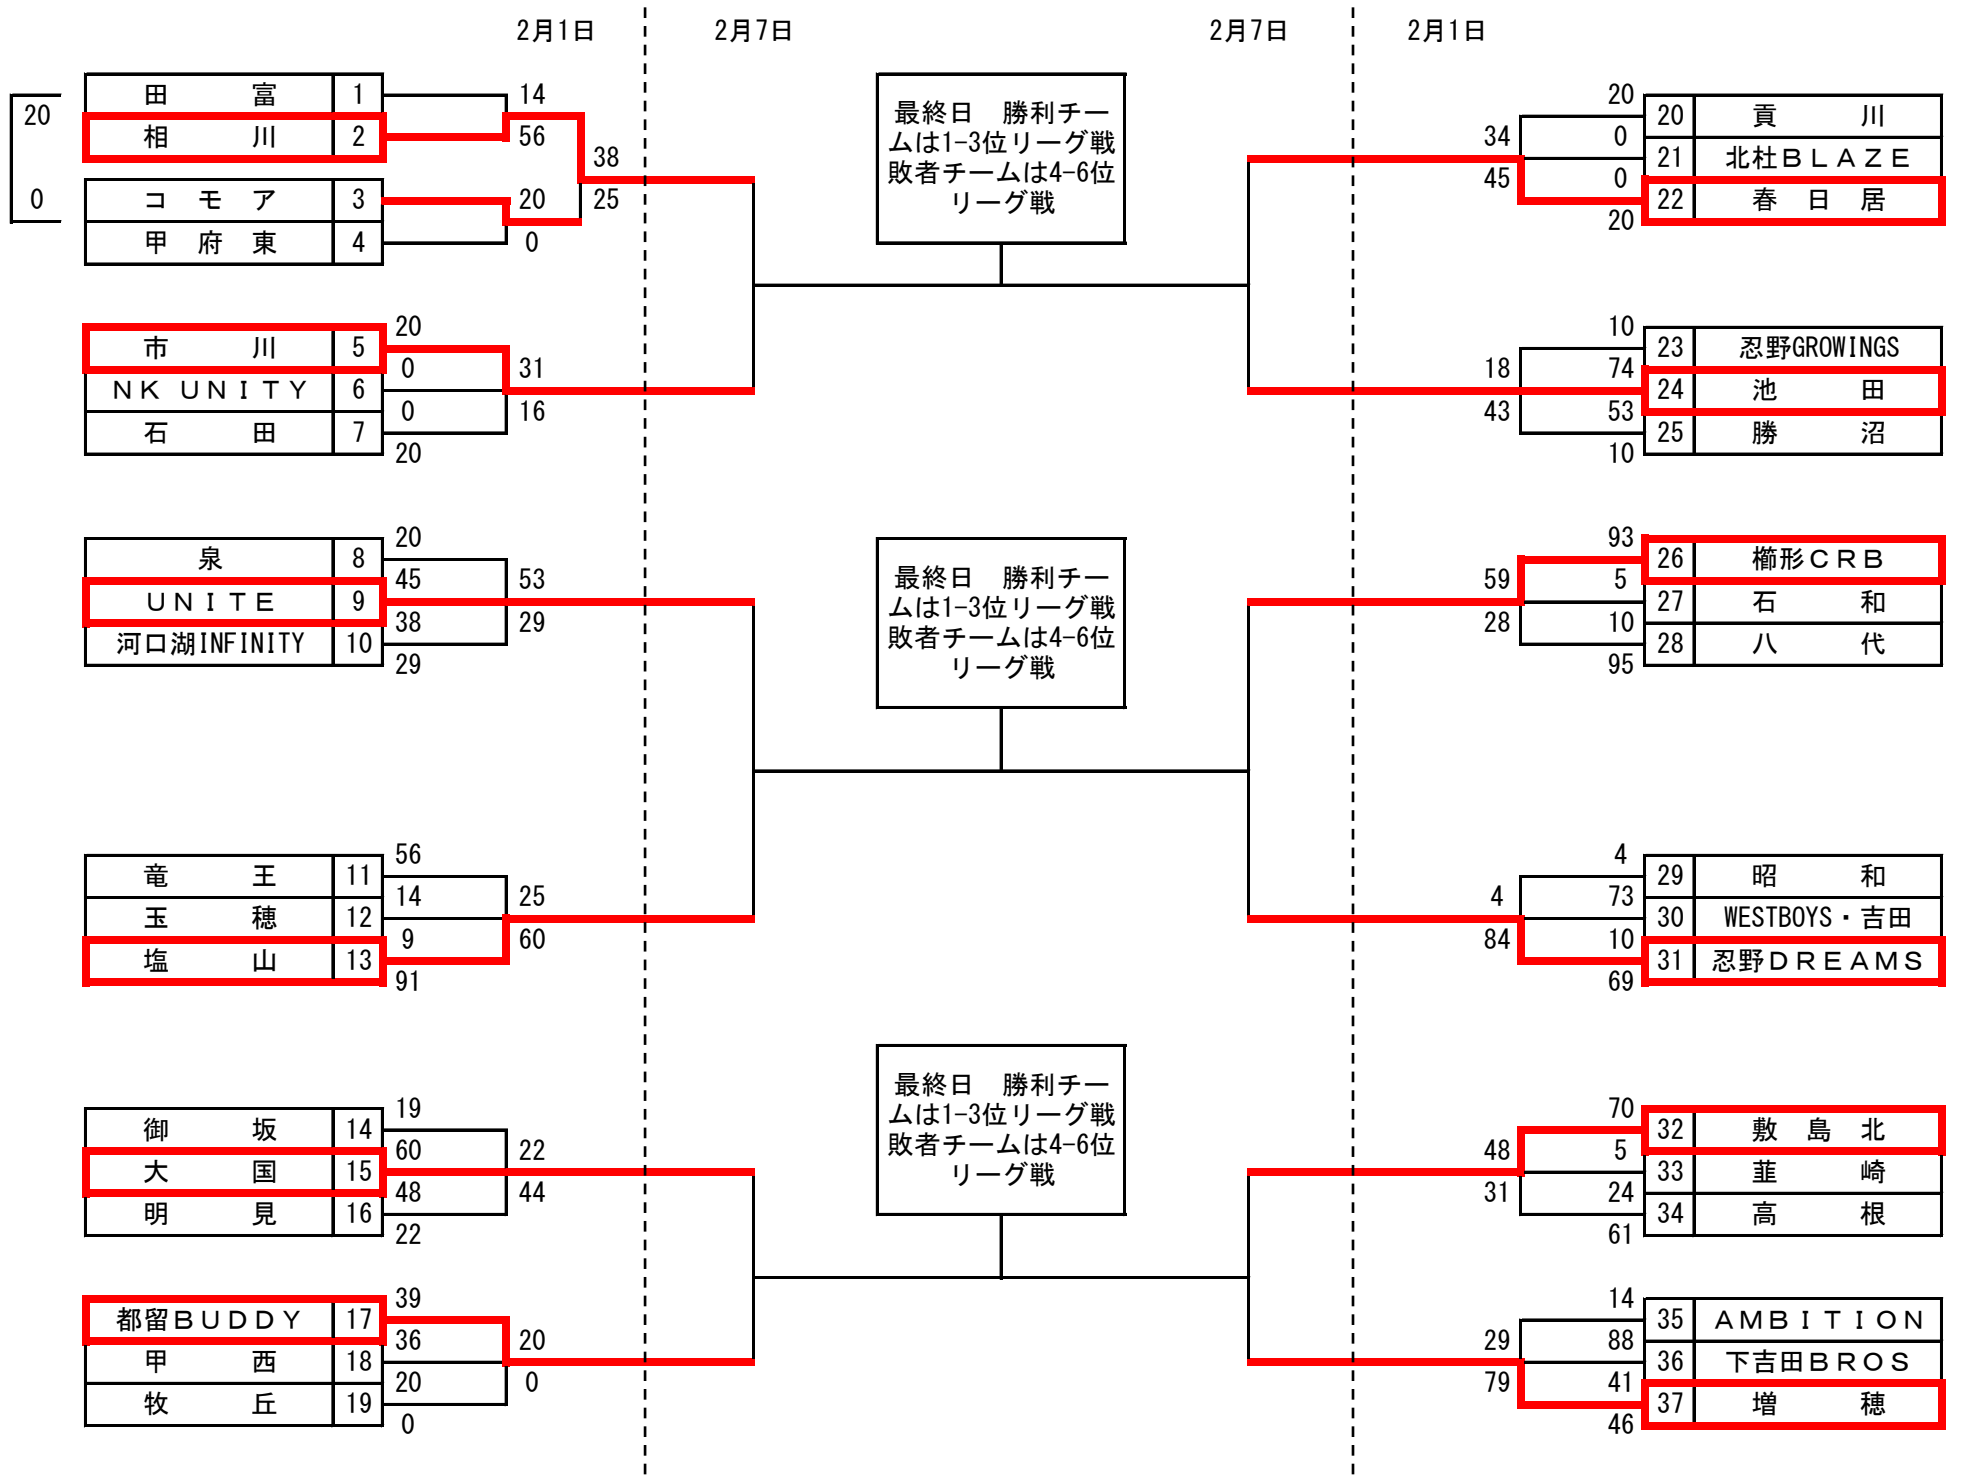 2月1日 2月7日 2月7日 2月1日
20
0
田富 1
相川 2
コモア 3
甲府東 4
14
56
20
0
38
25
市川 5
NK UNITY 6
石田 7
20
0
0
20
31
16
泉 8
UNITE 9
河口湖INFINITY 10
20
45
38
29
53
29
竜王 11
玉穂 12
塩山 13
56
14
9
91
25
60
御坂 14
大国 15
明見 16
19
60
48
22
22
44
都留BUDDY 17
甲西 18
牧丘 19
39
36
20
0
20
0
最終日 勝利チー
ムは1-3位リーグ戦
敗者チームは4-6位
リーグ戦
最終日 勝利チー
ムは1-3位リーグ戦
敗者チームは4-6位
リーグ戦
最終日 勝利チー
ムは1-3位リーグ戦
敗者チームは4-6位
リーグ戦
34
45
20
0
0
20
20 貢川
21 北杜BLAZE
22 春日居
18
43
10
74
53
10
23 忍野GROWINGS
24 池田
25 勝沼
59
28
93
5
10
95
26 櫛形CRB
27 石和
28 八代
4
84
4
73
10
69
29 昭和
30 WESTBOYS・吉田
31 忍野DREAMS
48
31
70
5
24
61
32 敷島北
33 韮崎
34 高根
29
79
14
88
41
46
35 AMBITION
36 下吉田BROS
37 増穂